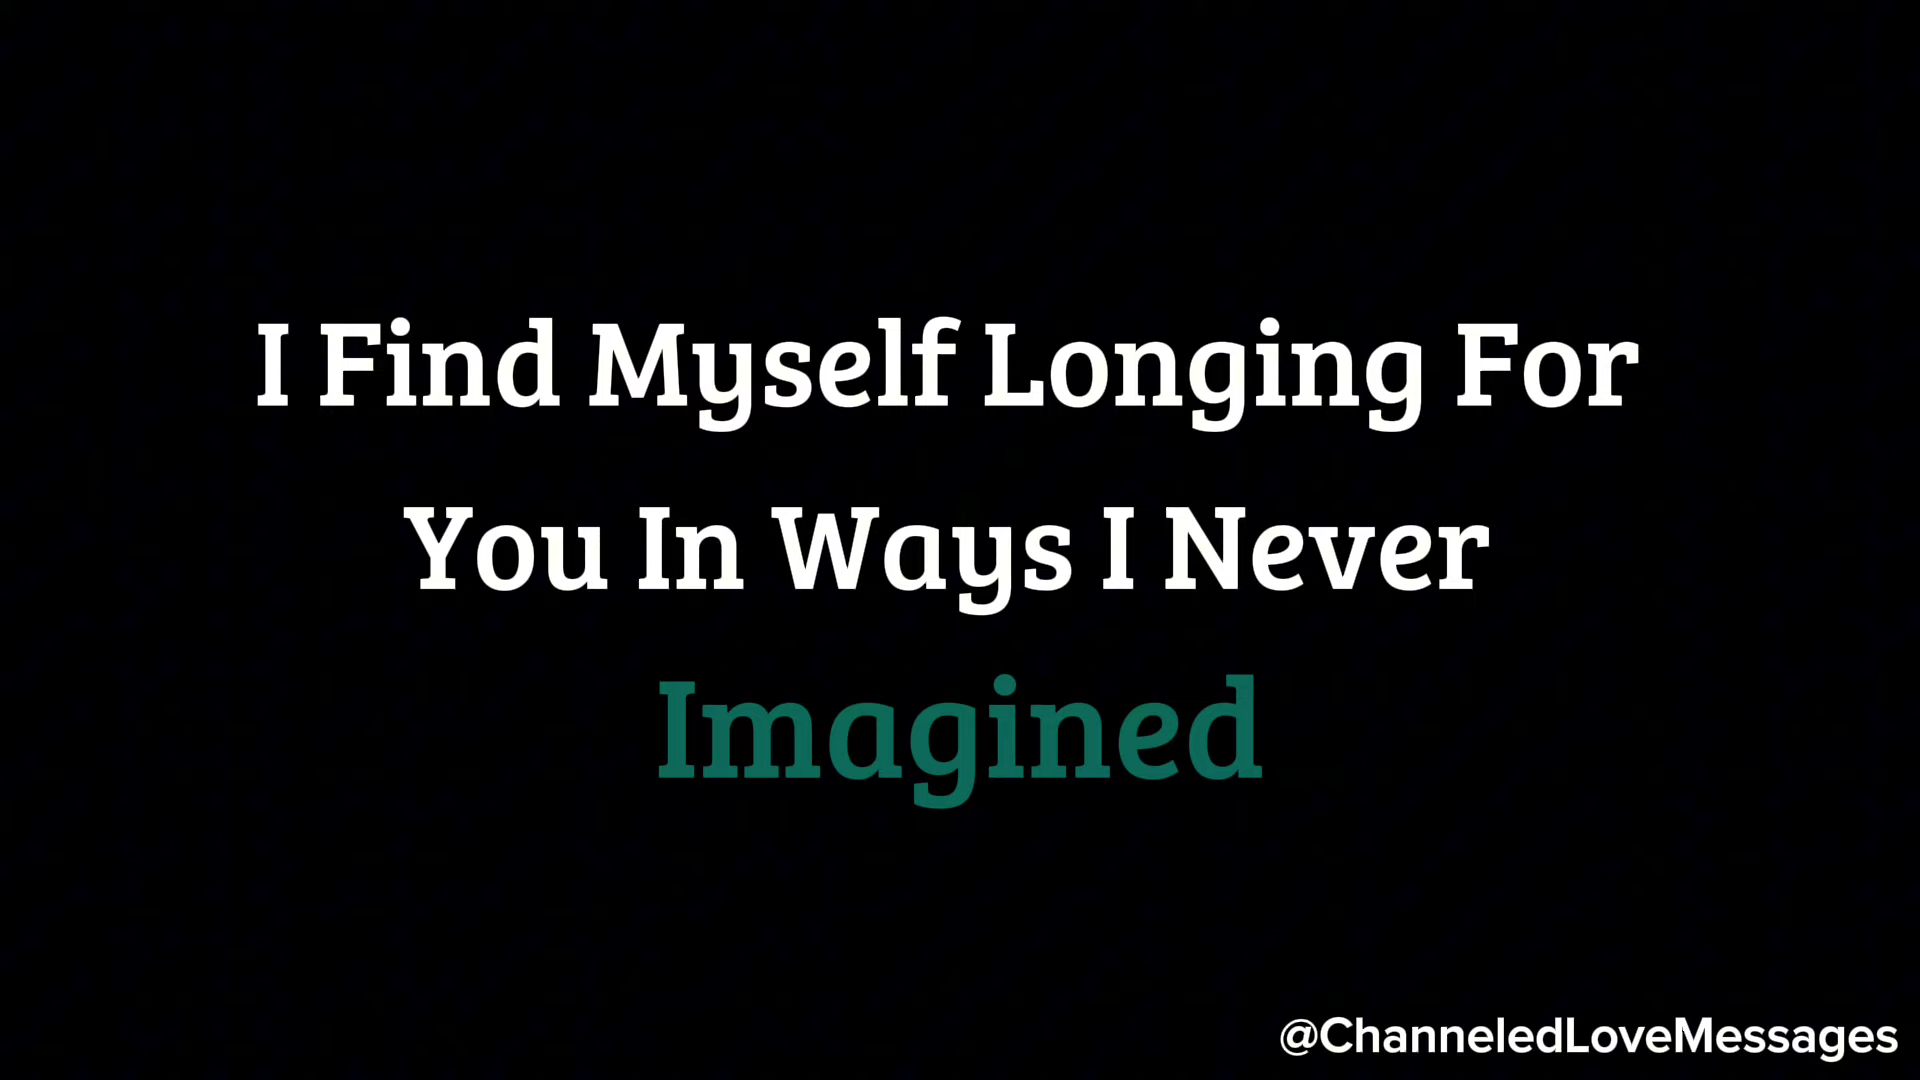 I Find Myself Longing For
You In Ways I Never
Imagined
@ChanneledLoveMessages